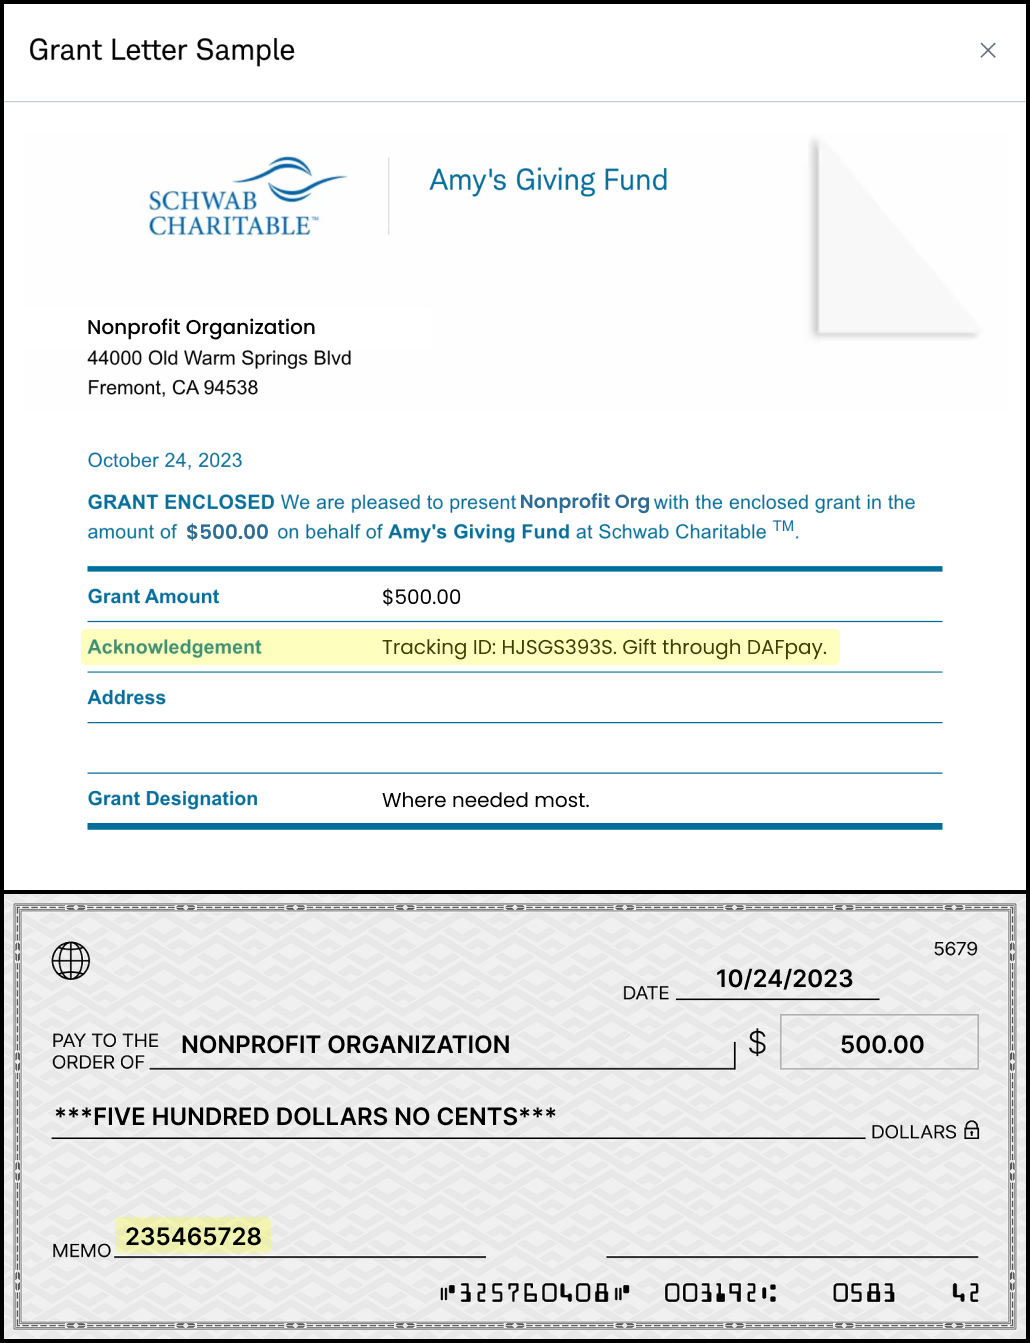 Grant Letter Sample
SCHWAB
CHARITABLE™
Amy's Giving Fund
Nonprofit Organization
44000 Old Warm Springs Blvd
Fremont, CA 94538
October 24, 2023
GRANT ENCLOSED We are pleased to present Nonprofit Org with the enclosed grant in the
amount of $500.00 on behalf of Amy's Giving Fund at Schwab Charitable TM.
Grant Amount $500.00
Acknowledgement Tracking ID: HJSGS393S. Gift through DAFpay.
Address
Grant Designation Where needed most.
5679
DATE 10/24/2023
PAY TO THE
ORDER OF NONPROFIT ORGANIZATION $ 500.00
***FIVE HUNDRED DOLLARS NO CENTS***
DOLLARS
MEMO 235465728
⑈325760408⑈ 003192⑆ 0583 42